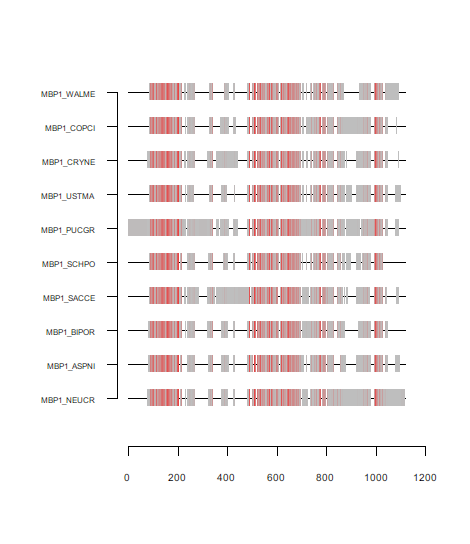 MBP1_WALME
MBP1_COPCI
MBP1_CRYNE
MBP1_USTMA
MBP1_PUCGR
MBP1_SCHPO
MBP1_SACCE
MBP1_BIPOR
MBP1_ASPNI
MBP1_NEUCR
0 200 400 600 800 1000 1200